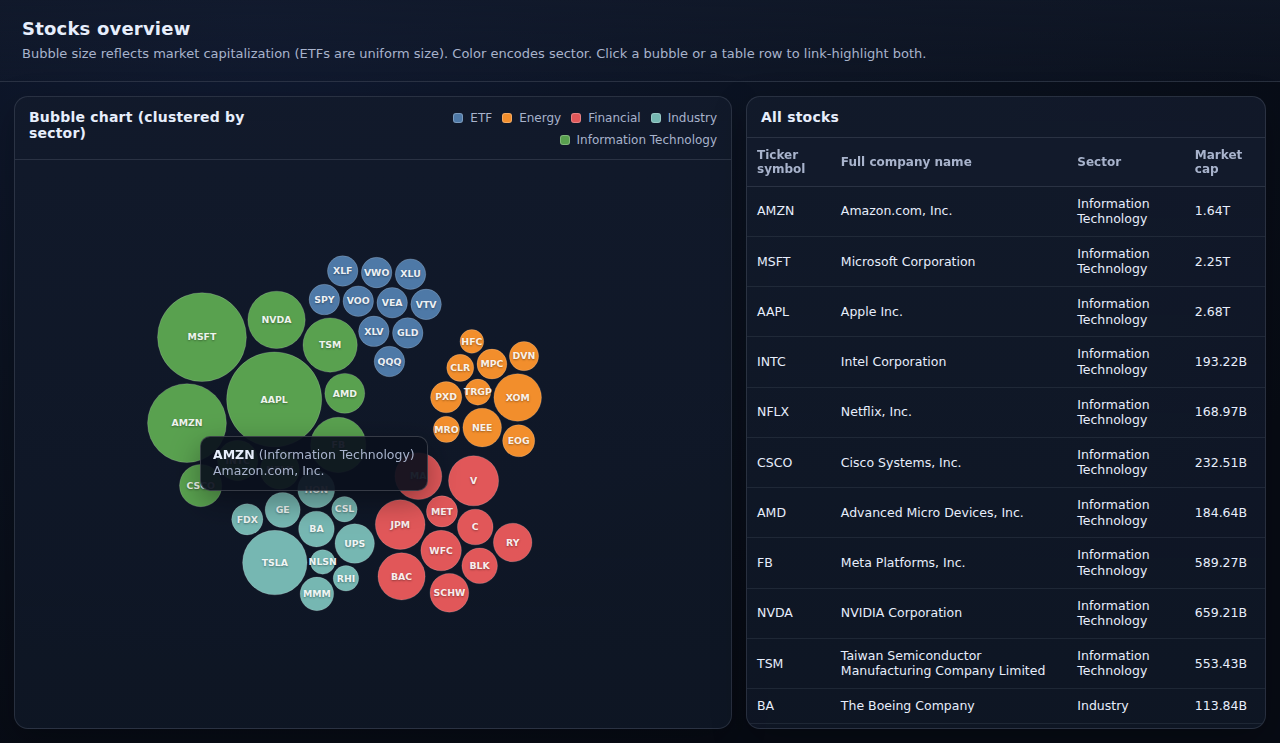 Stocks overview
Bubble size reflects market capitalization (ETFs are uniform size). Color encodes sector. Click a bubble or a table row to link-highlight both.
Bubble chart (clustered by
sector)
ETF Energy Financial Industry
Information Technology
XLF VWO XLU
SPY VOO VEA VTV
XLV GLD
QQQ
MSFT NVDA TSM
AAPL AMD
AMZN
HFC
CLR MPC DVN
PXD TRGP XOM
MRO NEE EOG
AMZN (Information Technology)
Amazon.com, Inc.
V
FDX GE CSL
BA UPS
TSLA NLSN
RHI
MMM
JPM MET C
WFC RY
BAC BLK
SCHW
All stocks
Ticker
symbol
Full company name
Sector
Market
cap
AMZN Amazon.com, Inc. Information
Technology 1.64T
MSFT Microsoft Corporation Information
Technology 2.25T
AAPL Apple Inc. Information
Technology 2.68T
INTC Intel Corporation Information
Technology 193.22B
NFLX Netflix, Inc. Information
Technology 168.97B
CSCO Cisco Systems, Inc. Information
Technology 232.51B
AMD Advanced Micro Devices, Inc. Information
Technology 184.64B
FB Meta Platforms, Inc. Information
Technology 589.27B
NVDA NVIDIA Corporation Information
Technology 659.21B
TSM Taiwan Semiconductor
Manufacturing Company Limited Information
Technology 553.43B
BA The Boeing Company Industry 113.84B